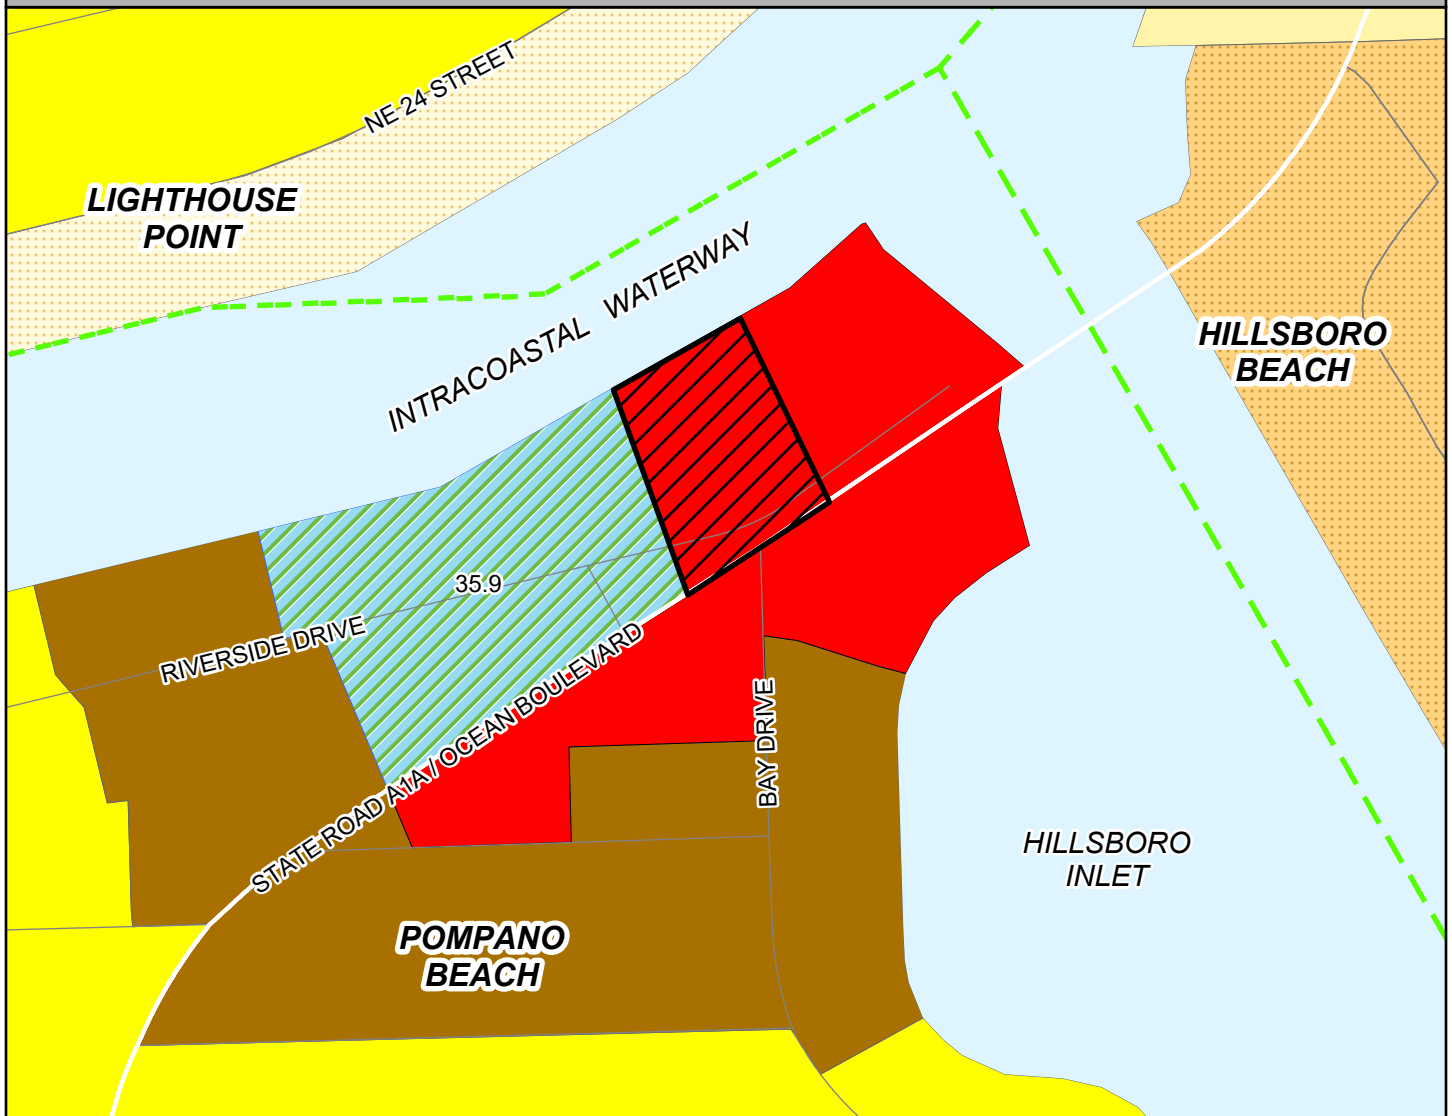 NE 24 STREET
LIGHTHOUSE
POINT
INTRACOASTAL WATERWAY
HILLSBORO
BEACH
35.9
RIVERSIDE DRIVE
STATE ROAD A1A / OCEAN BOULEVARD
BAY DRIVE
HILLSBORO
INLET
POMPANO
BEACH